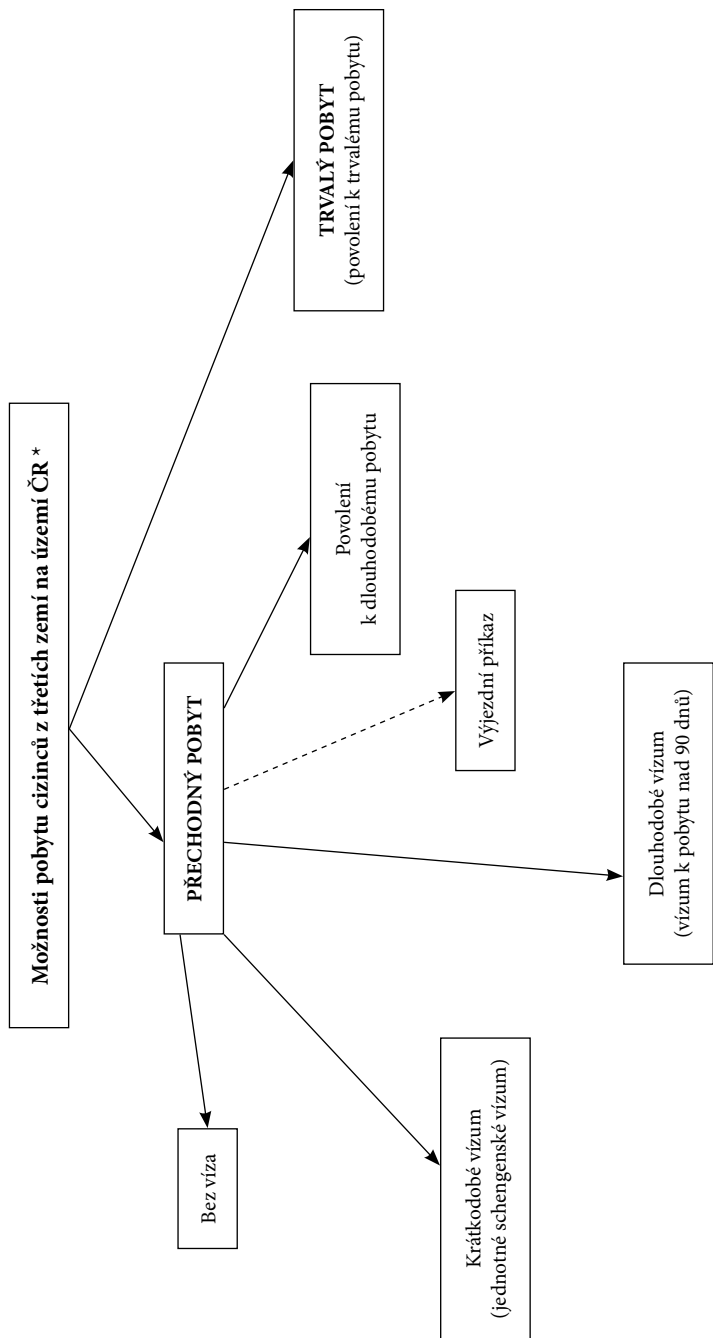 Možnosti pobytu cizinců z třetích zemí na území ČR *
PŘECHODNÝ POBYT
TRVALÝ POBYT
(povolení k trvalému pobytu)
Bez víza
Krátkodobé vízum
(jednotné schengenské vízum)
Dlouhodobé vízum
(vízum k pobytu nad 90 dnů)
Výjezdní příkaz
Povolení
k dlouhodobému pobytu